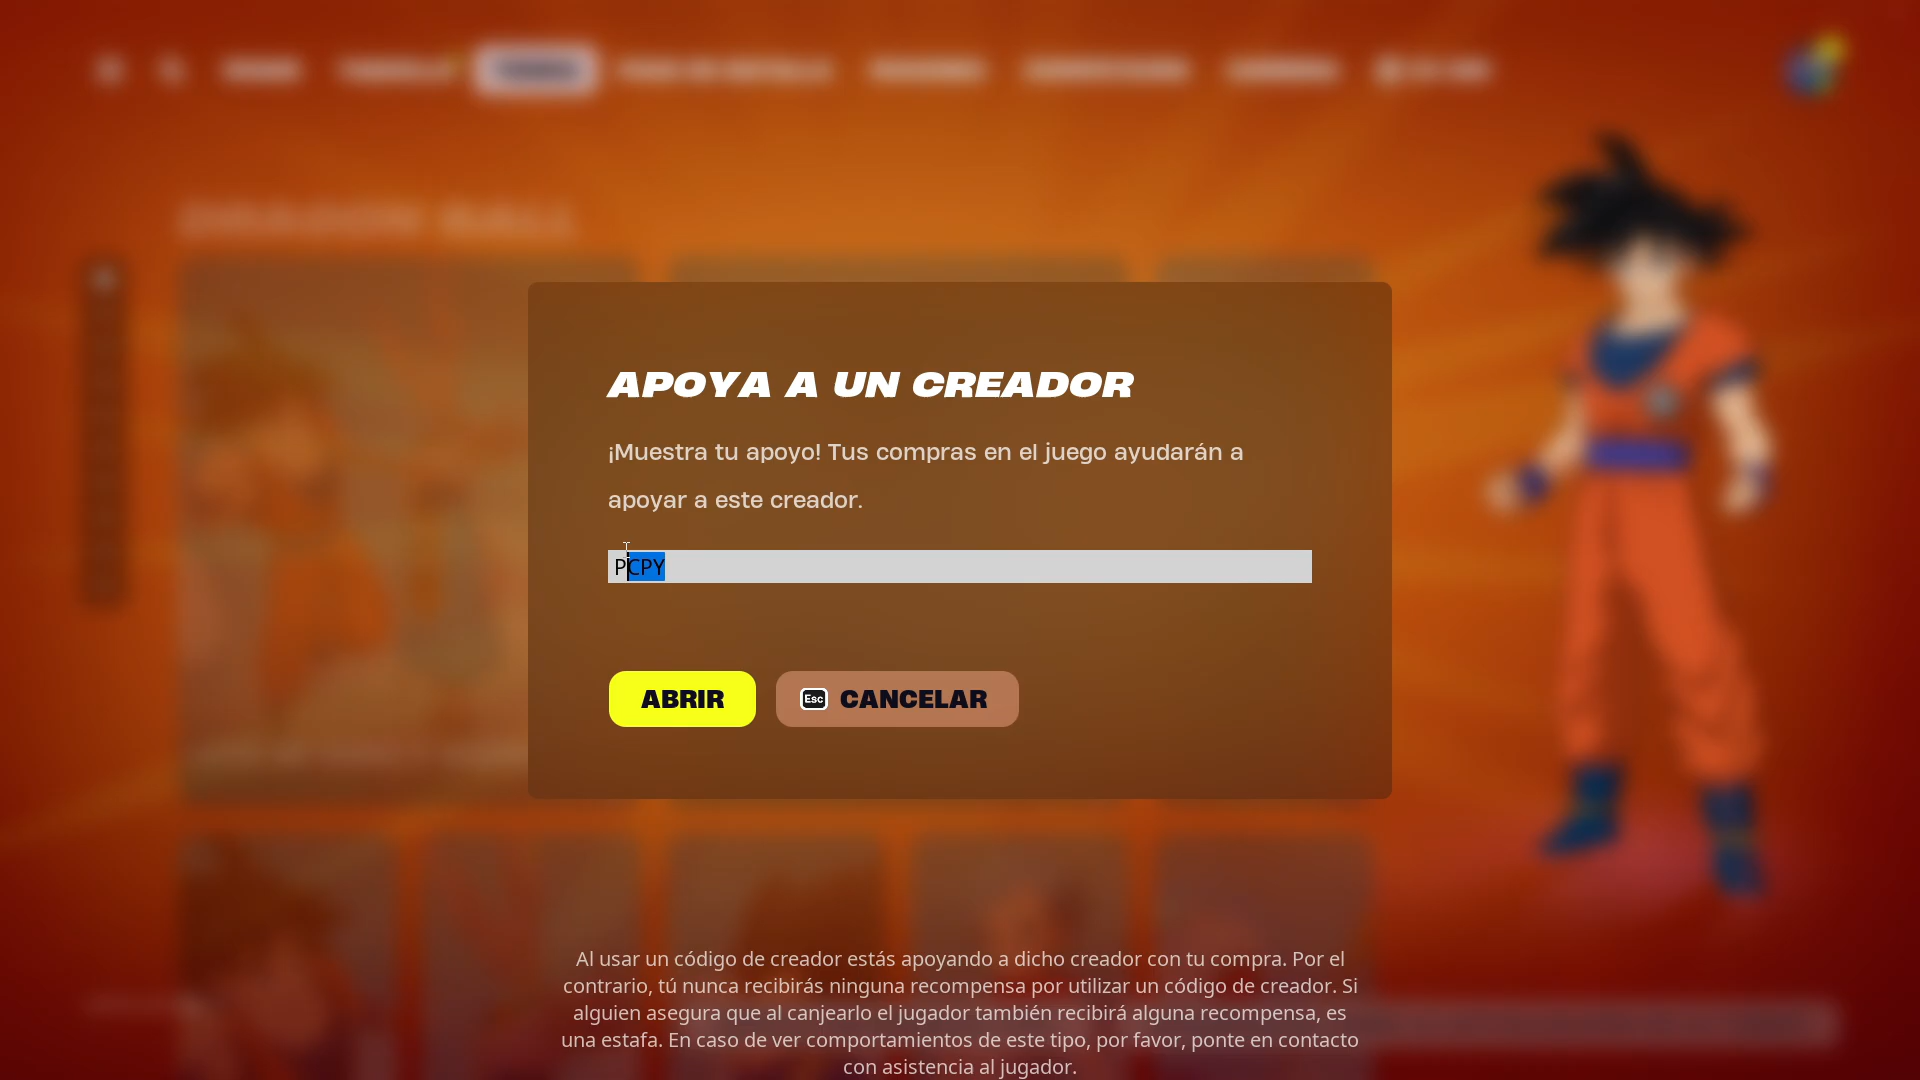 APOYA A UN CREADOR
¡Muestra tu apoyo! Tus compras en el juego ayudarán a
apoyar a este creador.
PCPY
ABRIR
Esc CANCELAR
Al usar un código de creador estás apoyando a dicho creador con tu compra. Por el
contrario, tú nunca recibirás ninguna recompensa por utilizar un código de creador. Si
alguien asegura que al canjearlo el jugador también recibirá alguna recompensa, es
una estafa. En caso de ver comportamientos de este tipo, por favor, ponte en contacto
con asistencia al jugador.